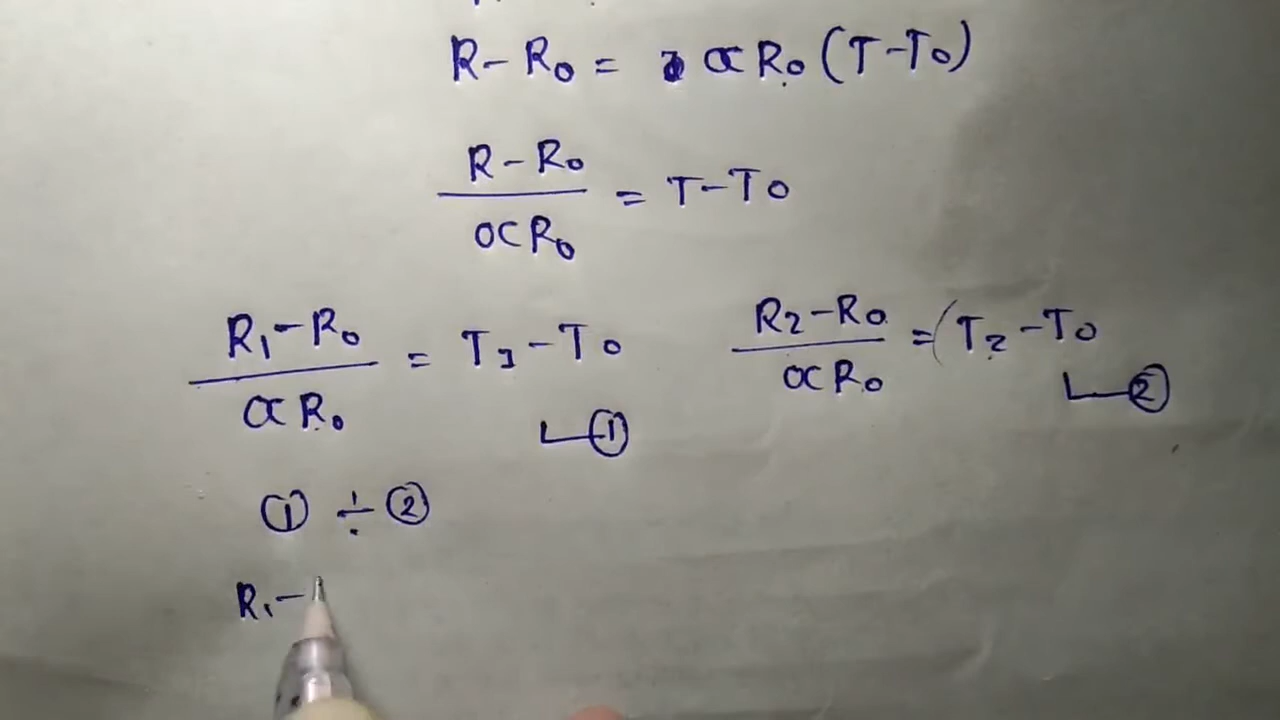 R - R₀ = α R₀ (T - T₀)
R - R₀ / α R₀ = T - T₀
R₁ - R₀ / α R₀ = T₁ - T₀ ①
R₂ - R₀ / α R₀ = (T₂ - T₀ ②
① ÷ ②
R₁ -